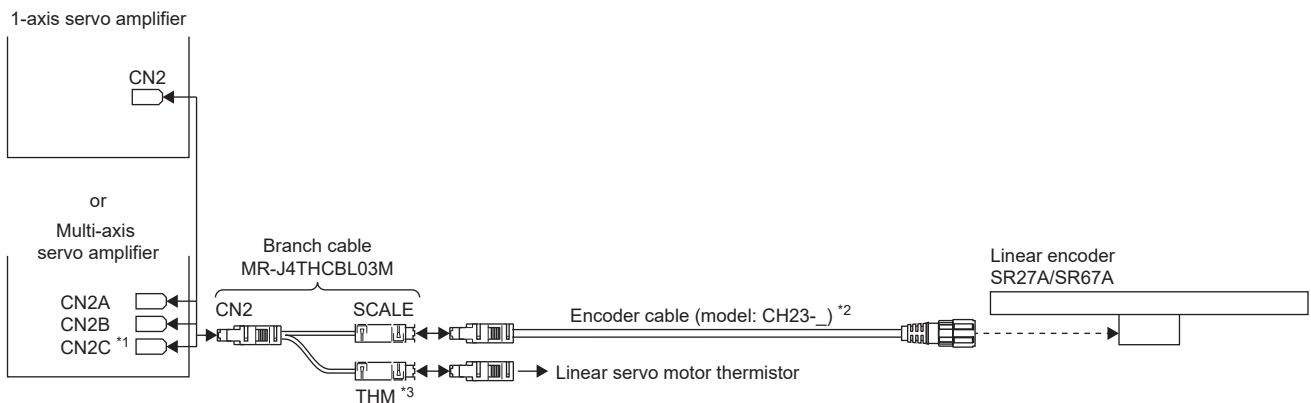 1-axis servo amplifier
CN2
or
Multi-axis
servo amplifier
CN2A
CN2B
CN2C *1
Branch cable
MR-J4THCBL03M
CN2
SCALE
THM *3
Encoder cable (model: CH23-_) *2
Linear servo motor thermistor
Linear encoder
SR27A/SR67A